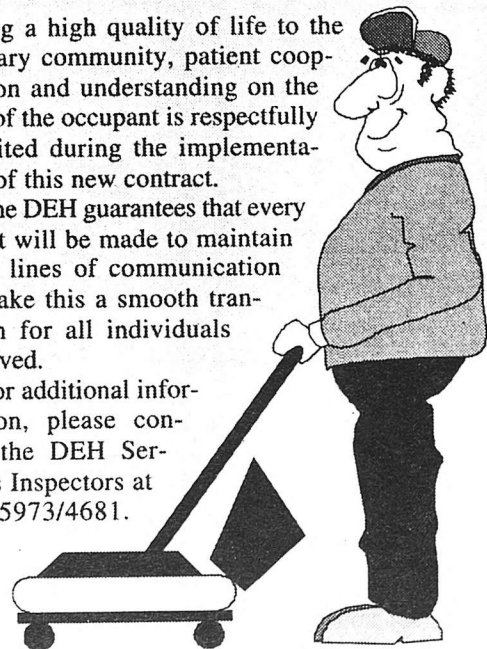 g a high quality of life to the
ary community, patient coop-
on and understanding on the
of the occupant is respectfully
ited during the implementa-
of this new contract.
ne DEH guarantees that every
t will be made to maintain
lines of communication
ake this a smooth tran-
n for all individuals
ved.
or additional infor-
on, please con-
the DEH Ser-
s Inspectors at
5973/4681.